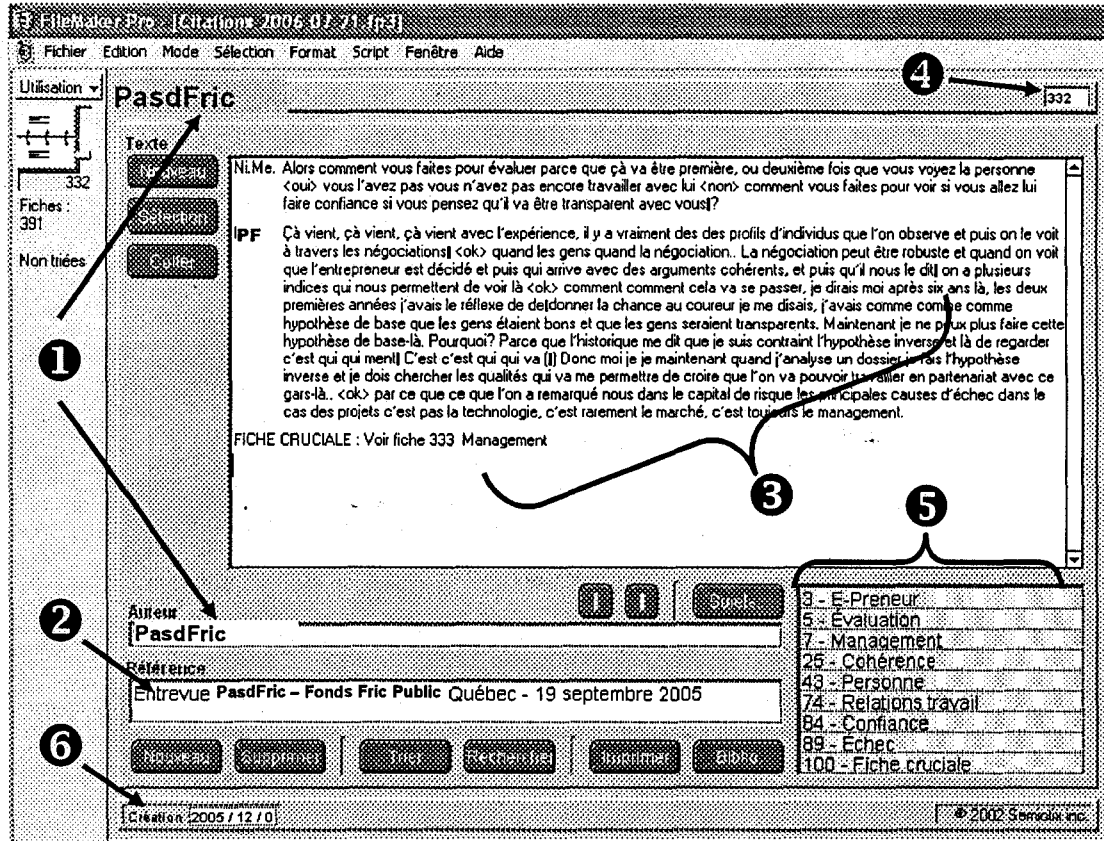 FileMaker Pro - [Citations 2006 07 21.fp3]
Fichier Edition Mode Sélection Format Script Fenêtre Aide
Utilisation
332
Fiches :
391
Non triées
PasdFric
4
332
Texte
Nouveau
Sélection
Ni.Me. Alors comment vous faites pour évaluer parce que çà va être première, ou deuxième fois que vous voyez la personne
<oui> vous l'avez pas vous n'avez pas encore travailler avec lui <non> comment vous faites pour voir si vous allez lui
faire confiance si vous pensez qu'il va être transparent avec vous|?
PF Çà vient, çà vient, çà vient avec l'expérience, il y a vraiment des des profils d'individus que l'on observe et puis on le voit
à travers les négociations| <ok> quand les gens quand la négociation.. La négociation peut être robuste et quand on voit
que l'entrepreneur est décidé et puis qui arrive avec des arguments cohérents, et puis qu'il nous le dit| on a plusieurs
indices qui nous permettent de voir là <ok> comment comment cela va se passer, je dirais moi après six ans là, les deux
premières années j'avais le réflexe de de|donner la chance au coureur je me disais, j'avais comme comme comme
hypothèse de base que les gens étaient bons et que les gens seraient transparents. Maintenant je ne peux plus faire cette
hypothèse de base-là. Pourquoi? Parce que l'historique me dit que je suis contraint l'hypothèse inverse et là de regarder
c'est qui qui ment| C'est c'est qui qui va (|) Donc moi je je maintenant quand j'analyse un dossier je fais l'hypothèse
inverse et je dois chercher les qualités qui va me permettre de croire que l'on va pouvoir travailler en partenariat avec ce
gars-là.. <ok> par ce que ce que l'on a remarqué nous dans le capital de risque les principales causes d'échec dans le
cas des projets c'est pas la technologie, c'est rarement le marché, c'est toujours le management.
FICHE CRUCIALE : Voir fiche 333 Management
1
3
5
Auteur
PasdFric
2
Référence
Entrevue PasdFric – Fonds Fric Public Québec - 19 septembre 2005
3 - E-Preneur
5 - Évaluation
7 - Management
25 - Cohérence
43 - Personne
74 - Relations travail
84 - Confiance
89 - Échec
100 - Fiche cruciale
6
Nouveau Supprimer Trier Rechercher Imprimer Biblio
Création 2005 / 12 / 0
© 2002 Semiotix inc.